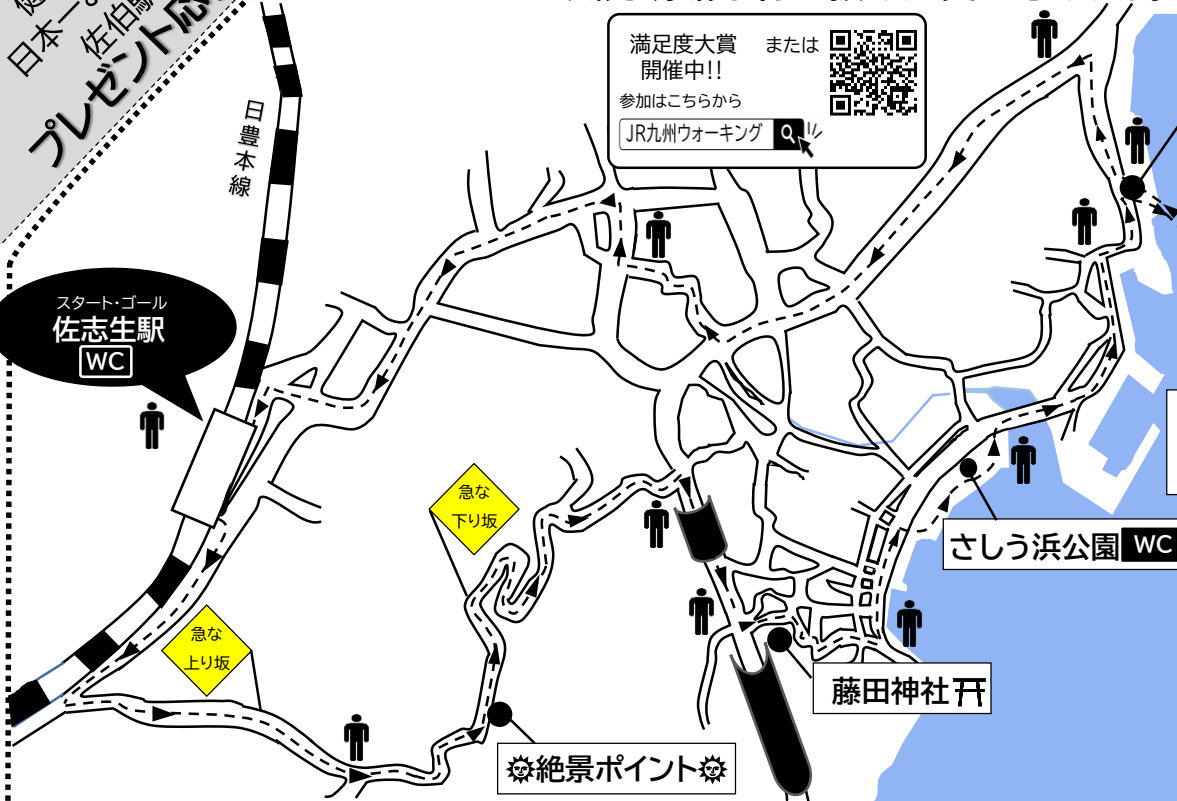 日本一
佐伯駅
プレゼント応
満足度大賞
開催中!!
または
参加はこちらから
JR九州ウォーキング
日豊本線
スタート・ゴール
佐志生駅
WC
急な
下り坂
さしう浜公園 WC
急な
上り坂
藤田神社
絶景ポイント